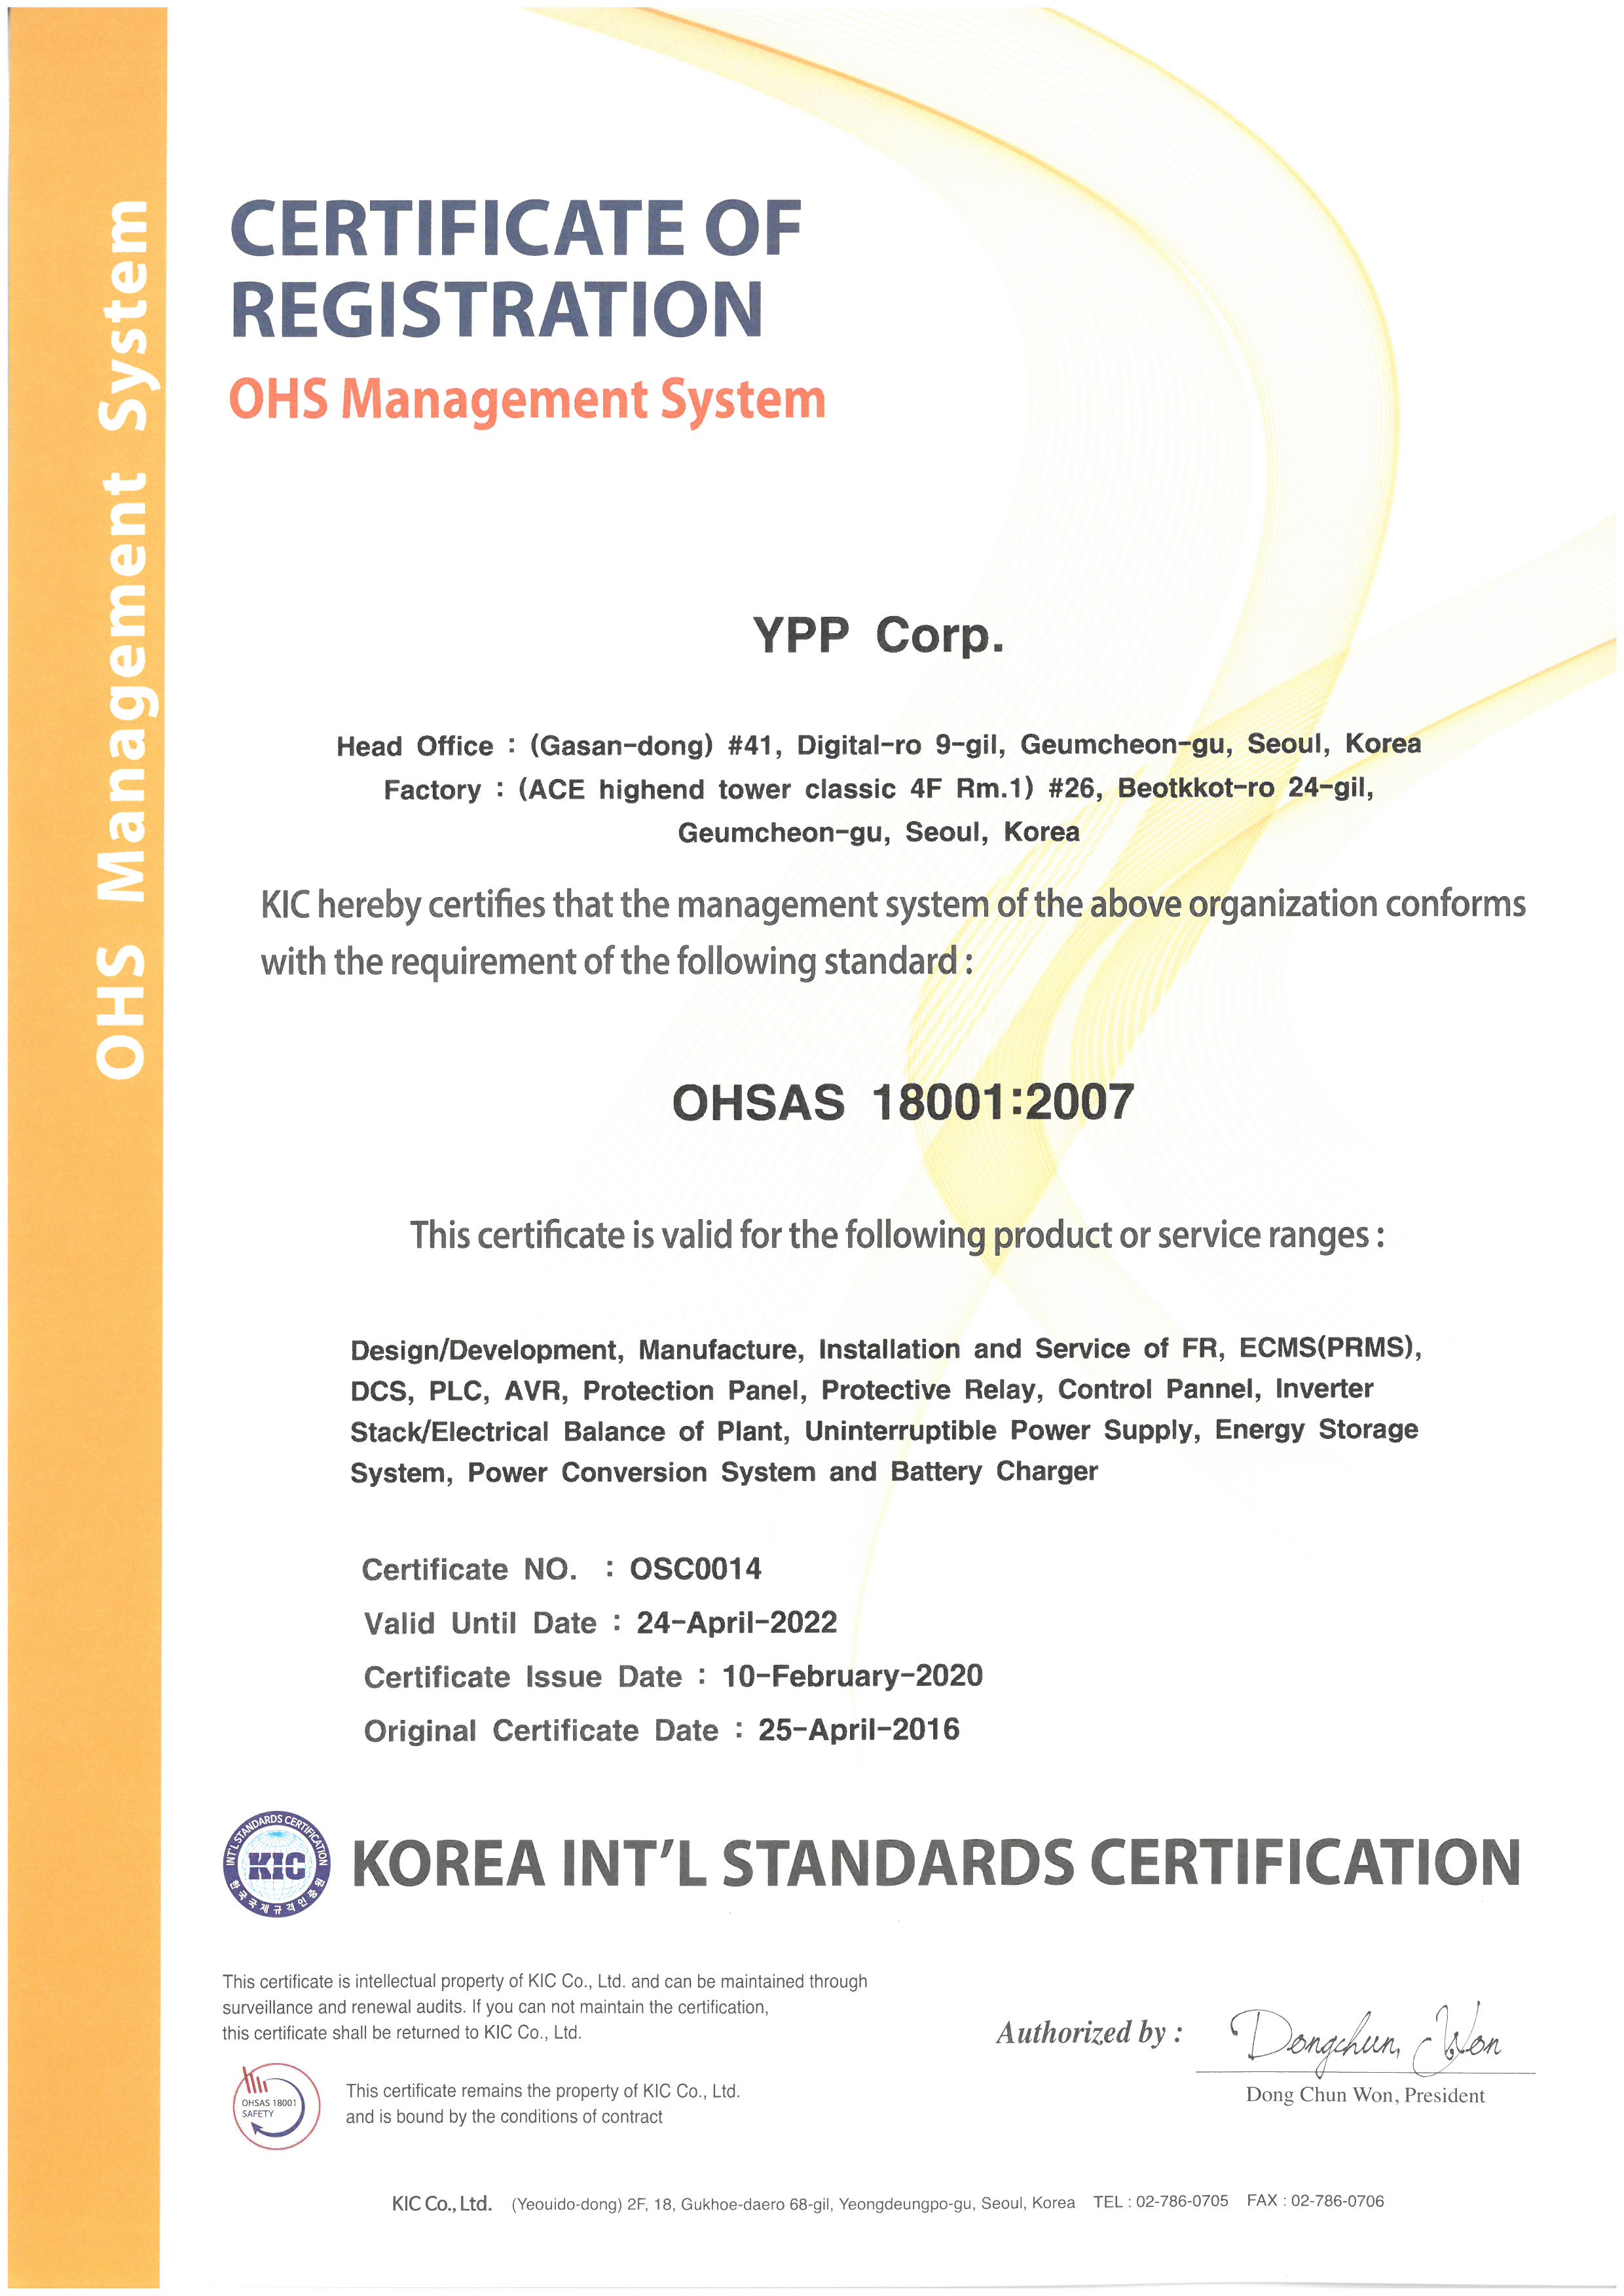 OHS Management System
CERTIFICATE OF
REGISTRATION
OHS Management System
YPP Corp.
Head Office : (Gasan-dong) #41, Digital-ro 9-gil, Geumcheon-gu, Seoul, Korea
Factory : (ACE highend tower classic 4F Rm.1) #26, Beotkkot-ro 24-gil,
Geumcheon-gu, Seoul, Korea
KIC hereby certifies that the management system of the above organization conforms
with the requirement of the following standard :
OHSAS 18001:2007
This certificate is valid for the following product or service ranges :
Design/Development, Manufacture, Installation and Service of FR, ECMS(PRMS),
DCS, PLC, AVR, Protection Panel, Protective Relay, Control Pannel, Inverter
Stack/Electrical Balance of Plant, Uninterruptible Power Supply, Energy Storage
System, Power Conversion System and Battery Charger
Certificate NO. : OSC0014
Valid Until Date : 24-April-2022
Certificate Issue Date : 10-February-2020
Original Certificate Date : 25-April-2016
INT'L STANDARDS CERTIFICATION
KIC
한국국제규격인증원
KOREA INT'L STANDARDS CERTIFICATION
This certificate is intellectual property of KIC Co., Ltd. and can be maintained through
surveillance and renewal audits. If you can not maintain the certification,
this certificate shall be returned to KIC Co., Ltd.
Authorized by : Dongchun, Won
Dong Chun Won, President
OHSAS 18001
SAFETY
This certificate remains the property of KIC Co., Ltd.
and is bound by the conditions of contract
KIC Co., Ltd. (Yeouido-dong) 2F, 18, Gukhoe-daero 68-gil, Yeongdeungpo-gu, Seoul, Korea TEL : 02-786-0705 FAX : 02-786-0706